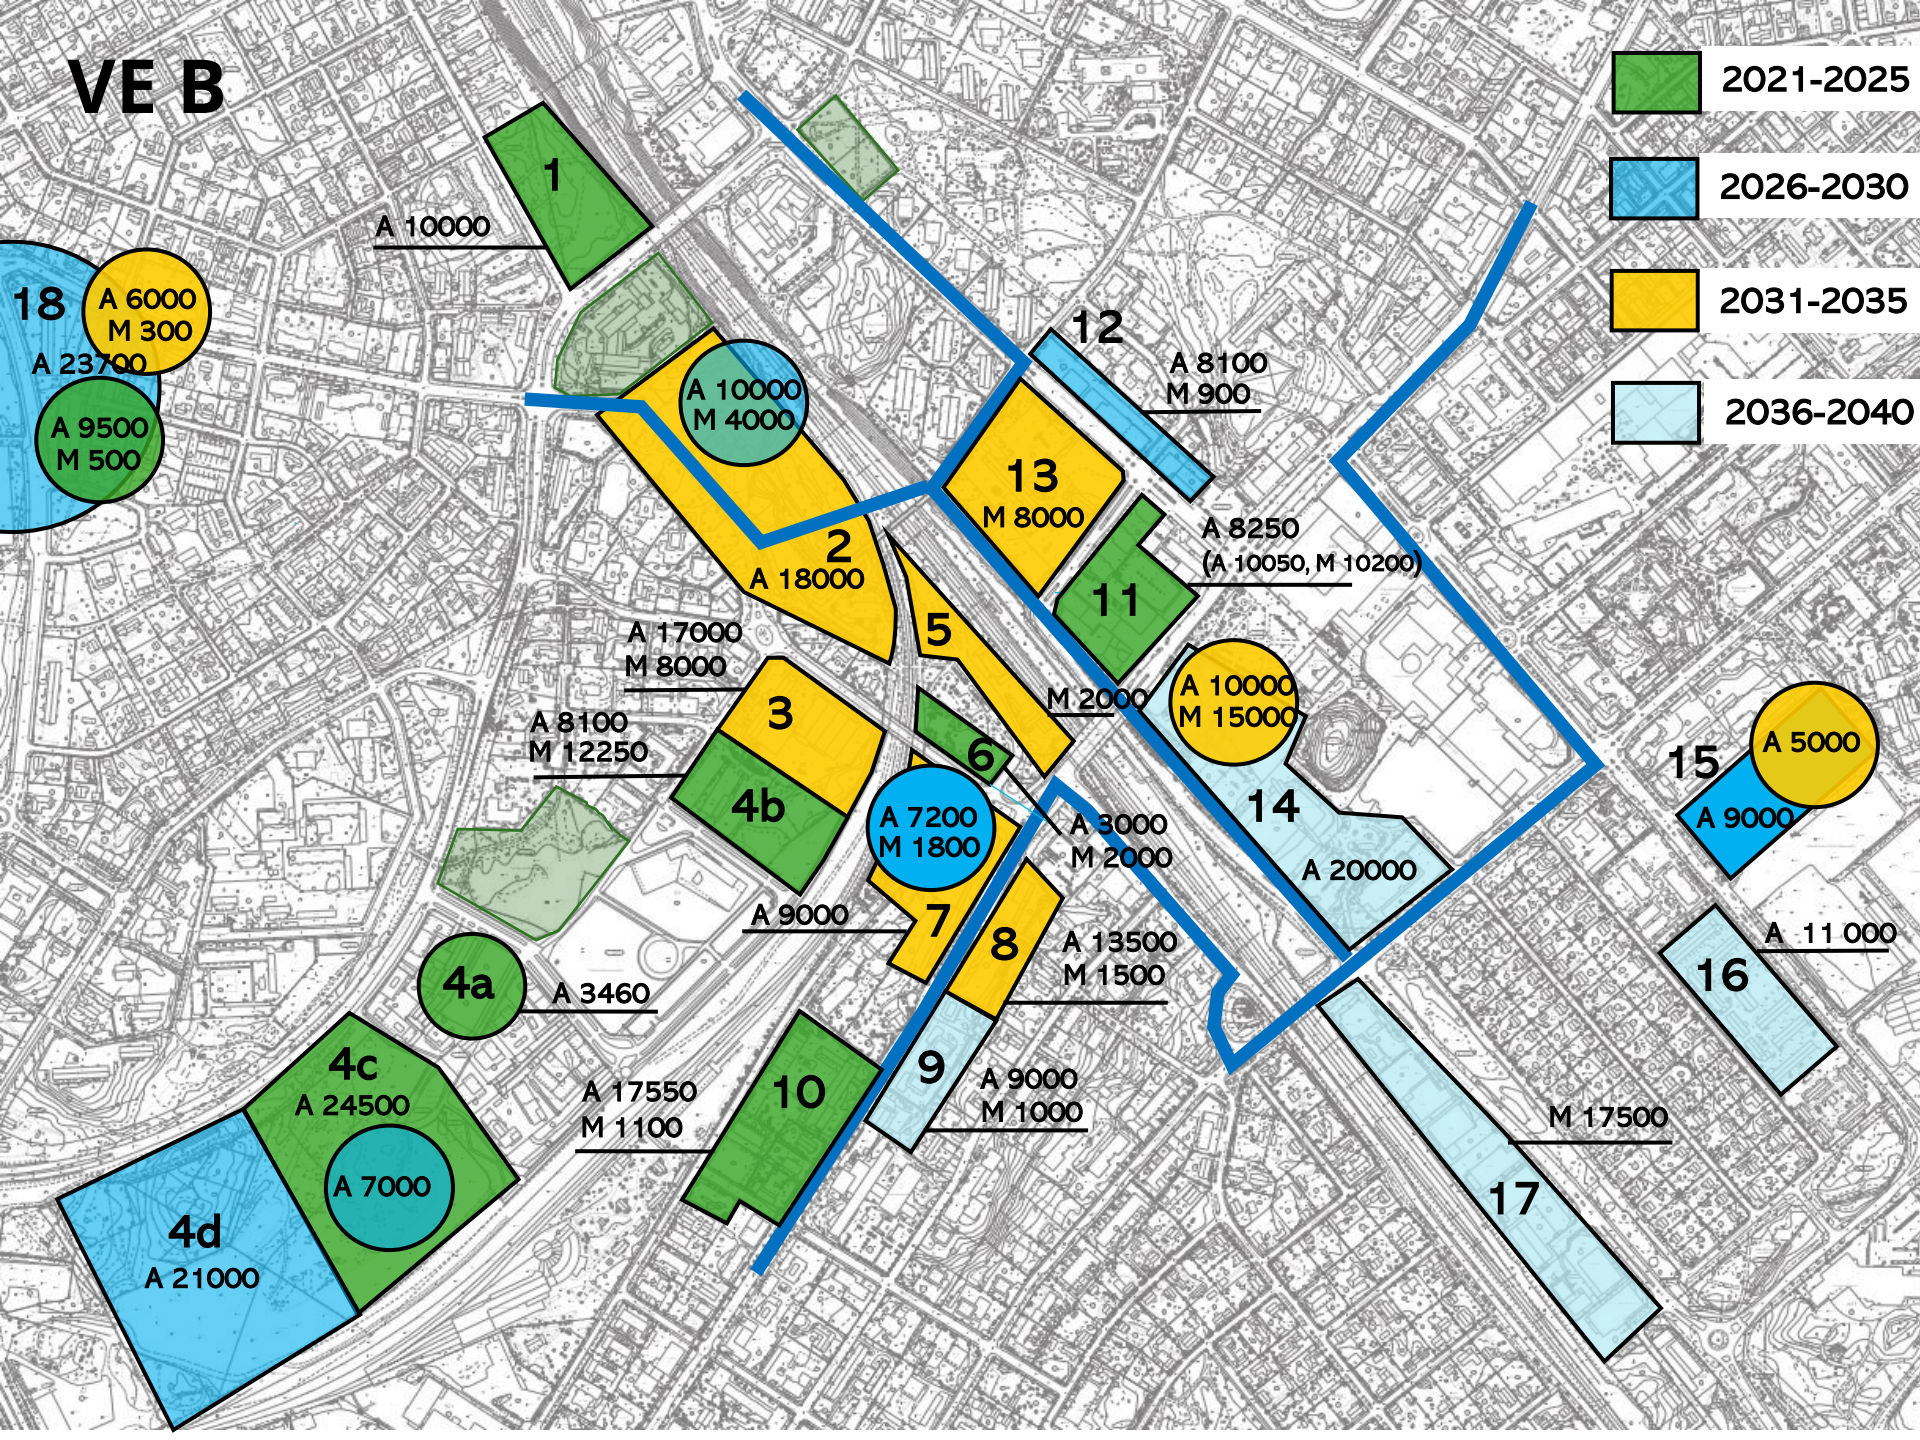 VE B
2021-2025
2026-2030
2031-2035
2036-2040
1
A 10000
18
A 6000
M 300
A 23700
A 9500
M 500
A 10000
M 4000
2
A 18000
12
A 8100
M 900
13
M 8000
A 8250
(A 10050, M 10200)
11
5
M 2000
A 17000
M 8000
3
A 8100
M 12250
4b
6
A 3000
M 2000
A 7200
M 1800
A 9000
7
8
A 13500
M 1500
A 10000
M 15000
14
A 20000
15
A 5000
A 9000
A 11 000
16
4a
A 3460
4c
A 24500
A 7000
4d
A 21000
10
A 17550
M 1100
9
A 9000
M 1000
M 17500
17